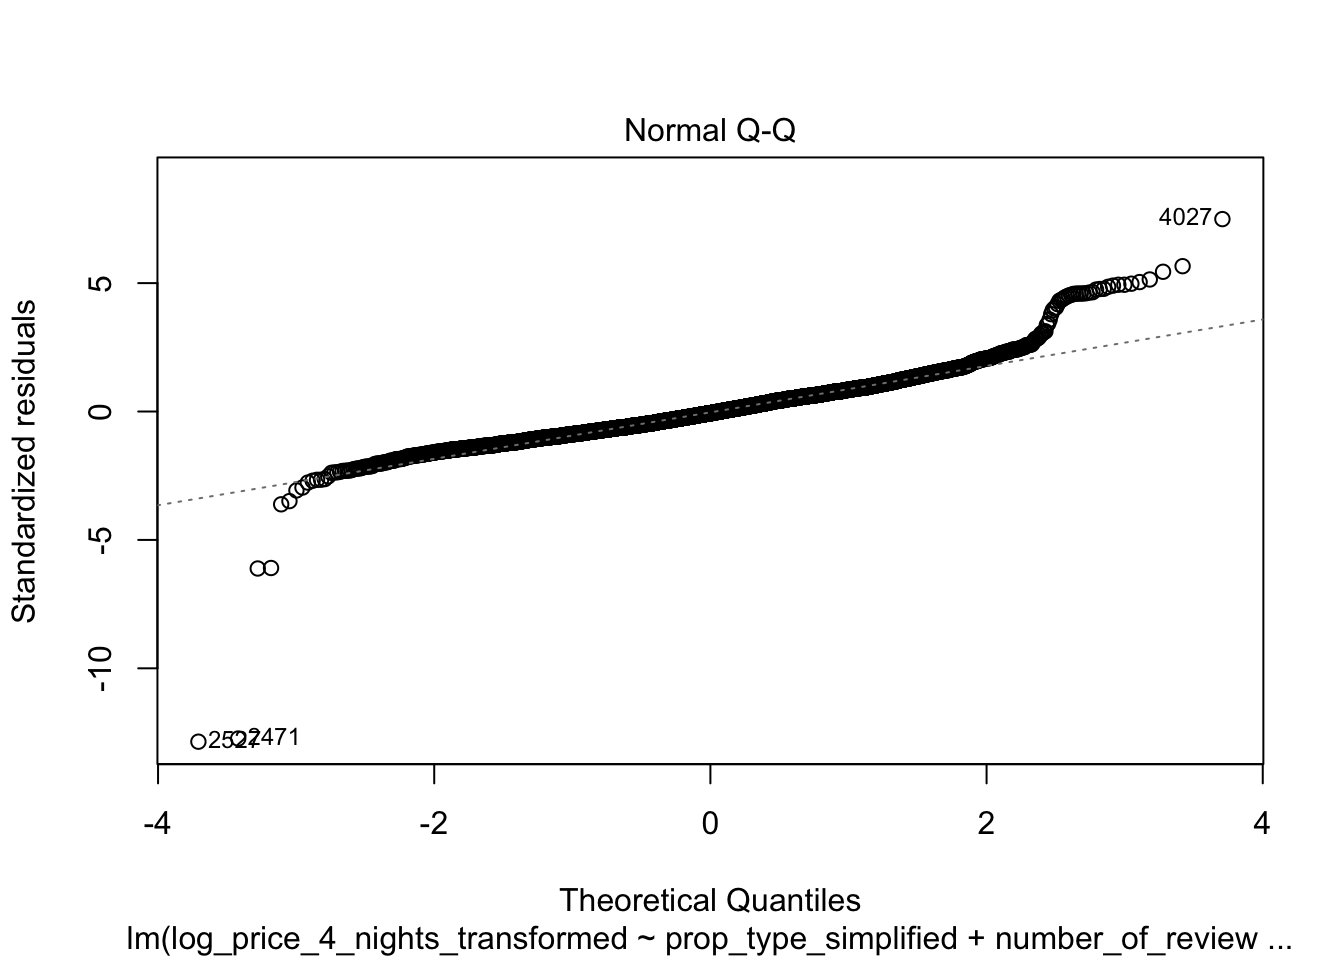 Normal Q-Q
4027
5
0
-5
-10
Standardized residuals
2527
2471
-4 -2 0 2 4
Theoretical Quantiles
lm(log_price_4_nights_transformed ~ prop_type_simplified + number_of_review ...